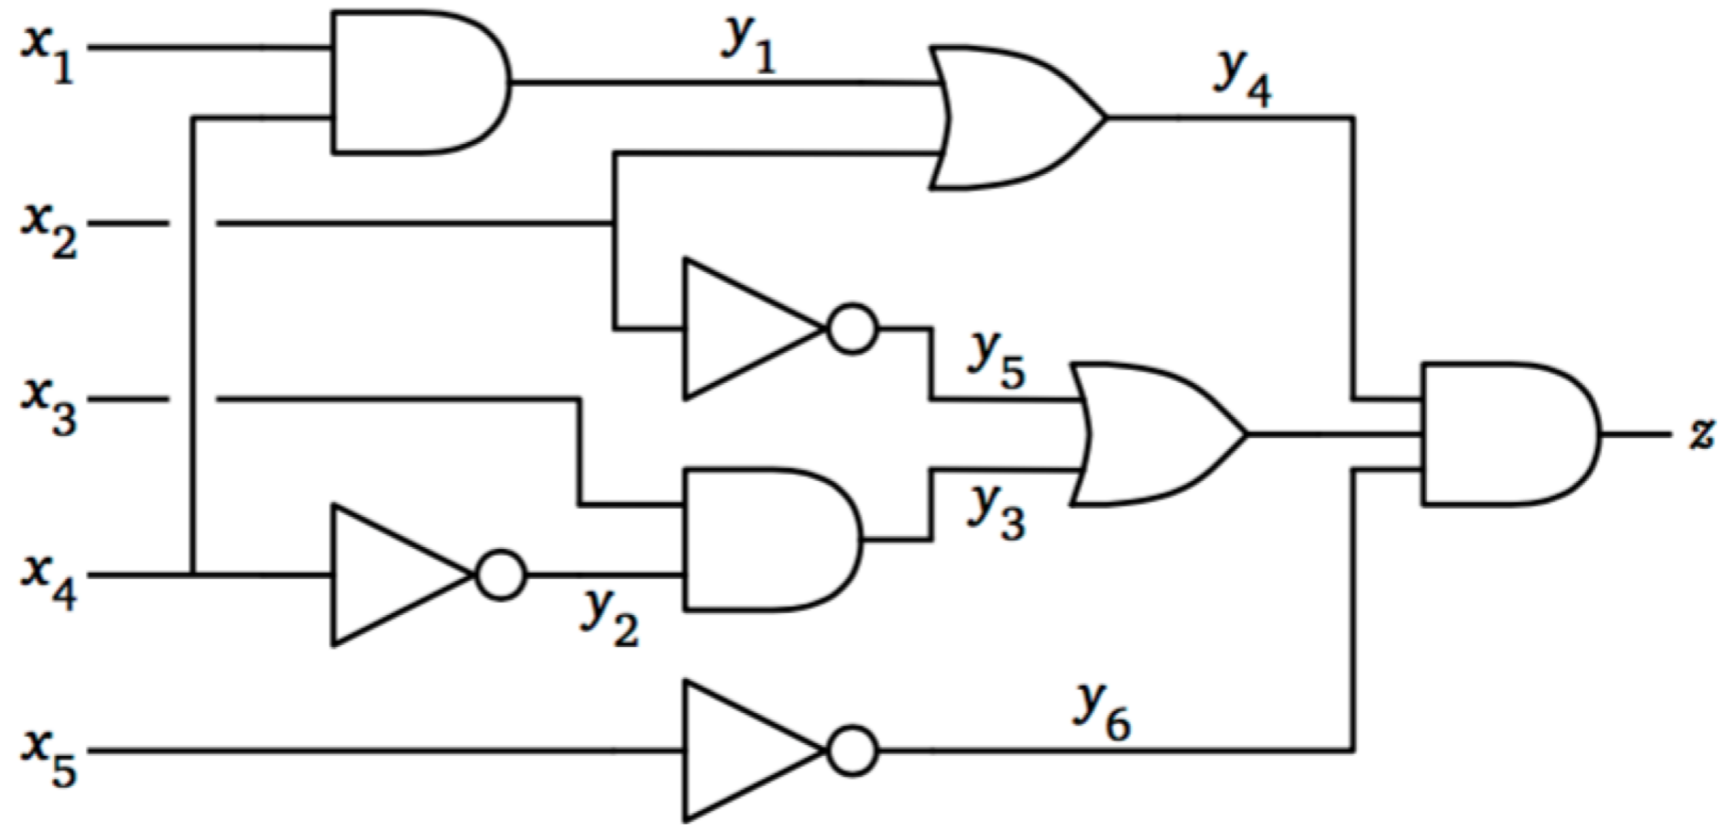 x₁
y₁
y₄
x₂
y₅
x₃
z
y₃
x₄
y₂
y₆
x₅